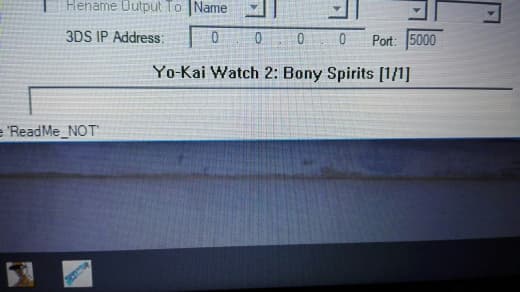 Rename Output To Name
3DS IP Address: 0 . 0 . 0 . 0 Port: 5000
Yo-Kai Watch 2: Bony Spirits [1/1]
'ReadMe_NOT'